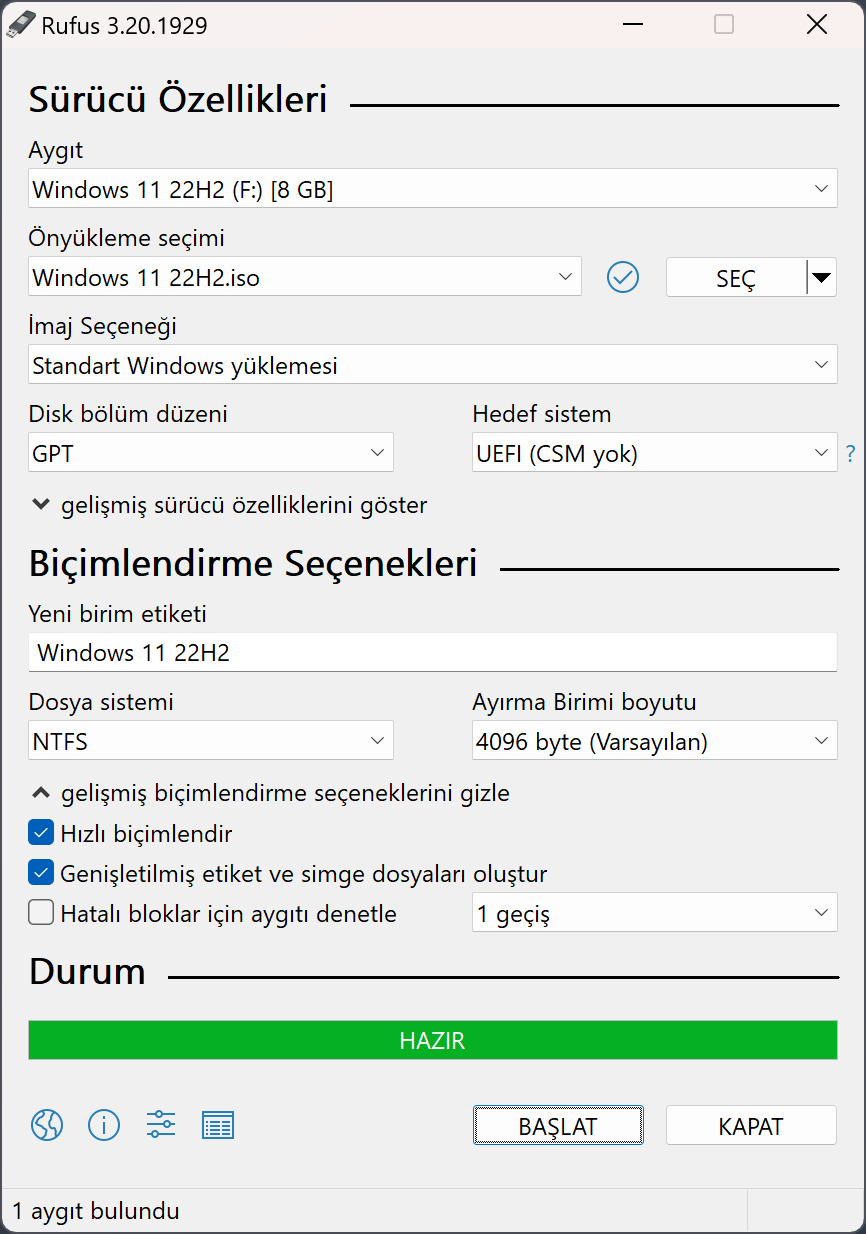 Rufus 3.20.1929
Sürücü Özellikleri
Aygıt
Windows 11 22H2 (F:) [8 GB]
Önyükleme seçimi
Windows 11 22H2.iso
SEÇ
İmaj Seçeneği
Standart Windows yüklemesi
Disk bölüm düzeni
Hedef sistem
GPT
UEFI (CSM yok)
?
gelişmiş sürücü özelliklerini göster
Biçimlendirme Seçenekleri
Yeni birim etiketi
Windows 11 22H2
Dosya sistemi
Ayırma Birimi boyutu
NTFS
4096 byte (Varsayılan)
gelişmiş biçimlendirme seçeneklerini gizle
Hızlı biçimlendir
Genişletilmiş etiket ve simge dosyaları oluştur
Hatalı bloklar için aygıtı denetle
1 geçiş
Durum
HAZIR
BAŞLAT
KAPAT
1 aygıt bulundu